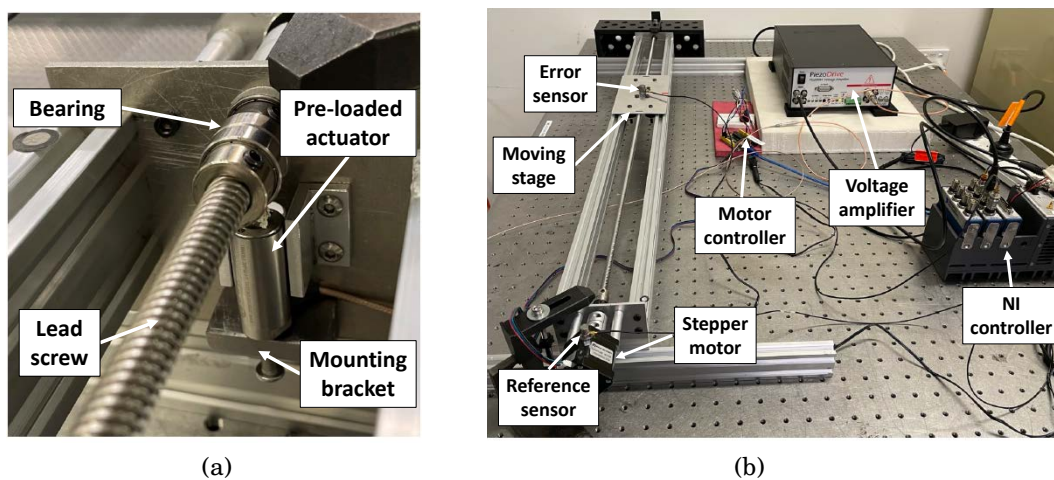 Bearing
Pre-loaded
actuator
Lead
screw
Mounting
bracket
(a)
Error
sensor
PiezoDrive
Moving
stage
Motor
controller
Voltage
amplifier
NI
controller
Stepper
motor
Reference
sensor
(b)